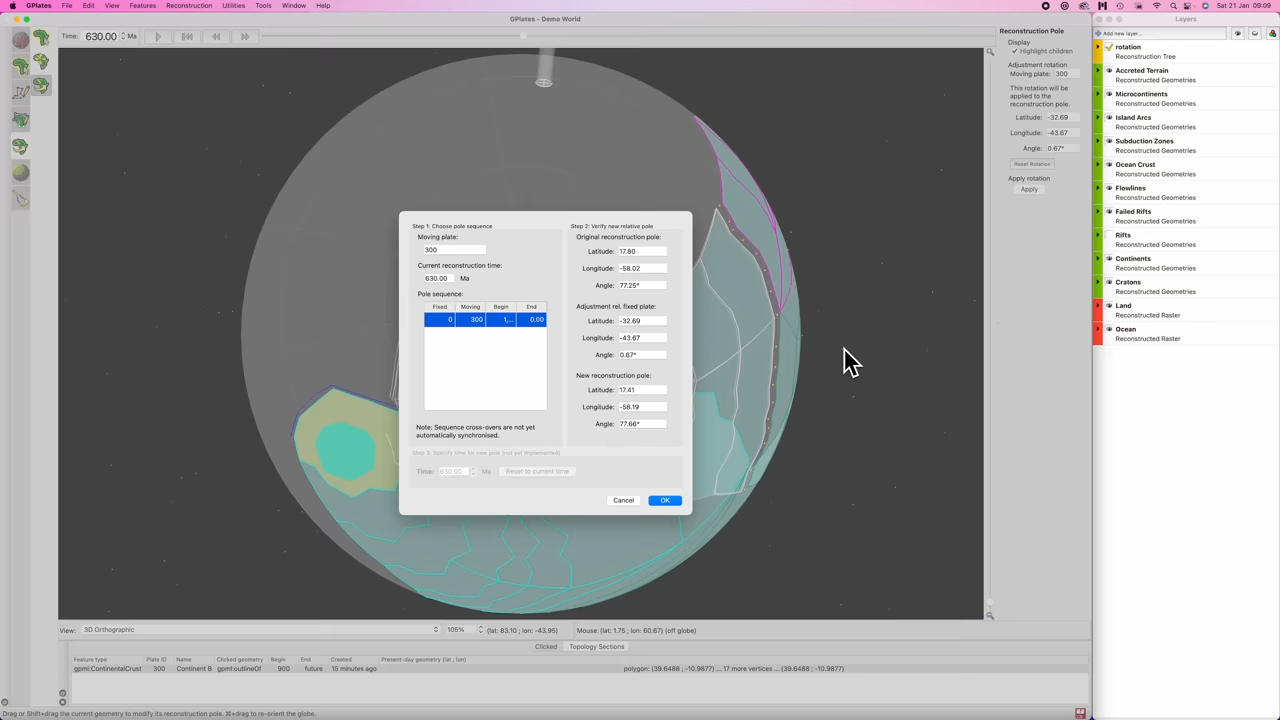 GPlates File Edit View Features Reconstruction Utilities Tools Window Help Sat 21 Jan 09:09
GPlates - Demo World
Layers
Time: 630.00 Ma
Add new layer...
Reconstruction Pole
Display
Highlight children
Adjustment rotation
Moving plate: 300
This rotation will be
applied to the
reconstruction pole.
Latitude: -32.69
Longitude: -43.67
Angle: 0.67°
Reset Rotation
Apply rotation
Apply
rotation
Reconstruction Tree
Accreted Terrain
Reconstructed Geometries
Microcontinents
Reconstructed Geometries
Island Arcs
Reconstructed Geometries
Subduction Zones
Reconstructed Geometries
Ocean Crust
Reconstructed Geometries
Flowlines
Reconstructed Geometries
Failed Rifts
Reconstructed Geometries
Rifts
Reconstructed Geometries
Continents
Reconstructed Geometries
Cratons
Reconstructed Geometries
Land
Reconstructed Raster
Ocean
Reconstructed Raster
Step 1: Choose pole sequence
Moving plate:
300
Current reconstruction time:
630.00 Ma
Pole sequence:
Fixed Moving Begin End
0 300 1,... 0.00
Note: Sequence cross-overs are not yet
automatically synchronised.
Step 2: Verify new relative pole
Original reconstruction pole:
Latitude: 17.80
Longitude: -58.02
Angle: 77.25°
Adjustment rel. fixed plate:
Latitude: -32.69
Longitude: -43.67
Angle: 0.67°
New reconstruction pole:
Latitude: 17.41
Longitude: -58.19
Angle: 77.66°
Step 3: Specify time for new pole (not yet implemented)
Time: 630.00 Ma Reset to current time
Cancel OK
View: 3D Orthographic 105% (lat: 83.10 ; lon: -43.95) Mouse: (lat: 1.75 ; lon: 60.67) (off globe)
Clicked Topology Sections
Feature type Plate ID Name Clicked geometry Begin End Created Present-day geometry (lat ; lon)
gpml:ContinentalCrust 300 Continent B gpml:outlineOf 900 future 15 minutes ago polygon: (39.6488 ; -10.9877) ... 17 more vertices ... (39.6488 ; -10.9877)
Drag or Shift+drag the current geometry to modify its reconstruction pole. ⌘+drag to re-orient the globe.